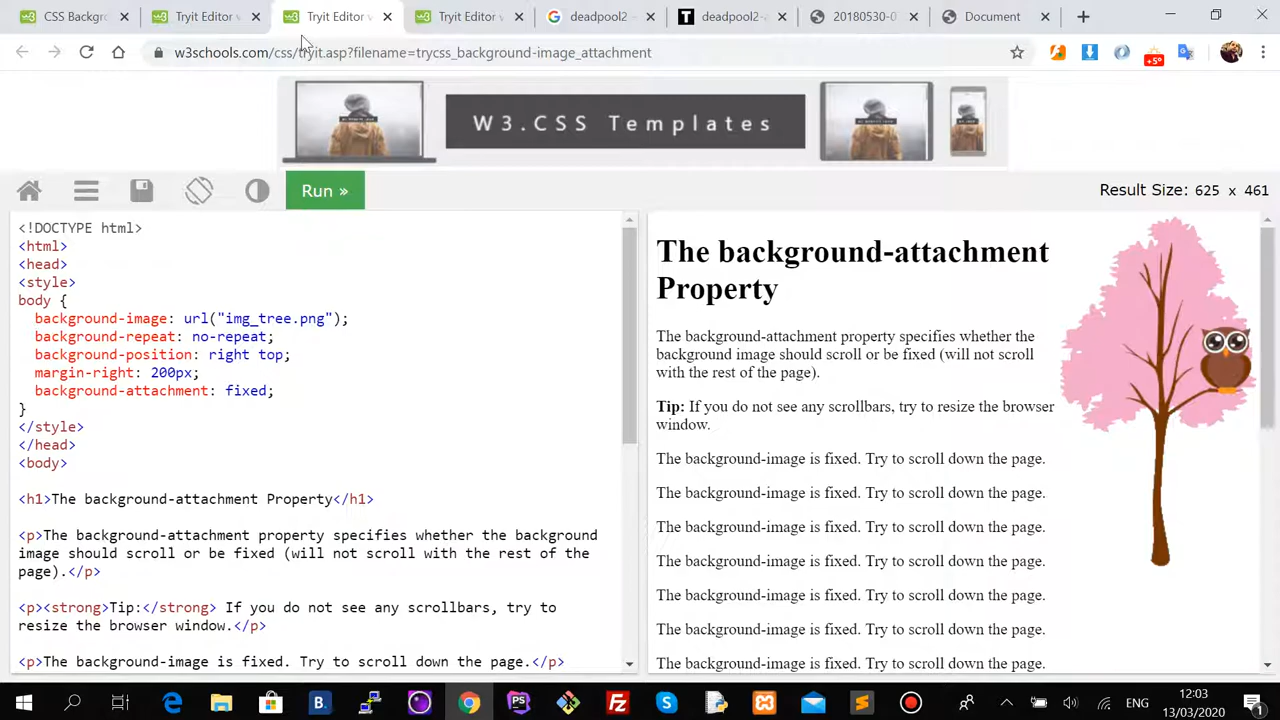 CSS Backgr
Tryit Editor v
Tryit Editor v
Tryit Editor v
deadpool2 -
deadpool2-
20180530-0
Document
w3schools.com/css/tryit.asp?filename=trycss_background-image_attachment
+5°
W3.CSS Templates
Run »
Result Size: 625 x 461
<!DOCTYPE html>
<html>
<head>
<style>
body {
background-image: url("img_tree.png");
background-repeat: no-repeat;
background-position: right top;
margin-right: 200px;
background-attachment: fixed;
}
</style>
</head>
<body>
<h1>The background-attachment Property</h1>
<p>The background-attachment property specifies whether the background
image should scroll or be fixed (will not scroll with the rest of the
page).</p>
<p><strong>Tip:</strong> If you do not see any scrollbars, try to
resize the browser window.</p>
<p>The background-image is fixed. Try to scroll down the page.</p>
The background-attachment
Property
The background-attachment property specifies whether the
background image should scroll or be fixed (will not scroll
with the rest of the page).
Tip: If you do not see any scrollbars, try to resize the browser
window.
The background-image is fixed. Try to scroll down the page.
The background-image is fixed. Try to scroll down the page.
The background-image is fixed. Try to scroll down the page.
The background-image is fixed. Try to scroll down the page.
The background-image is fixed. Try to scroll down the page.
The background-image is fixed. Try to scroll down the page.
The background-image is fixed. Try to scroll down the page.
ENG
12:03
13/03/2020